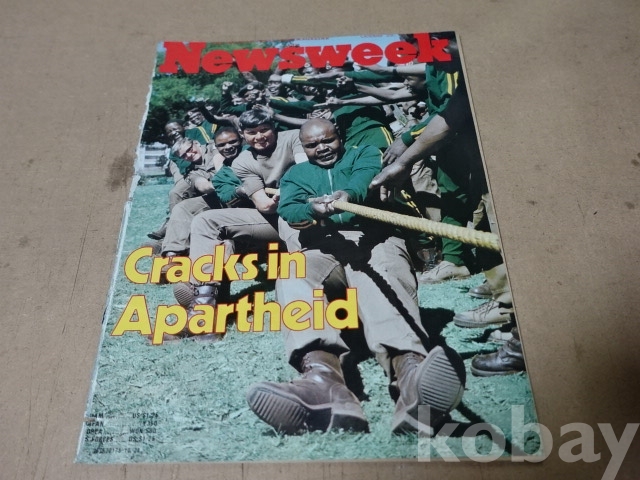 Newsweek
Cracks in
Apartheid
kobay